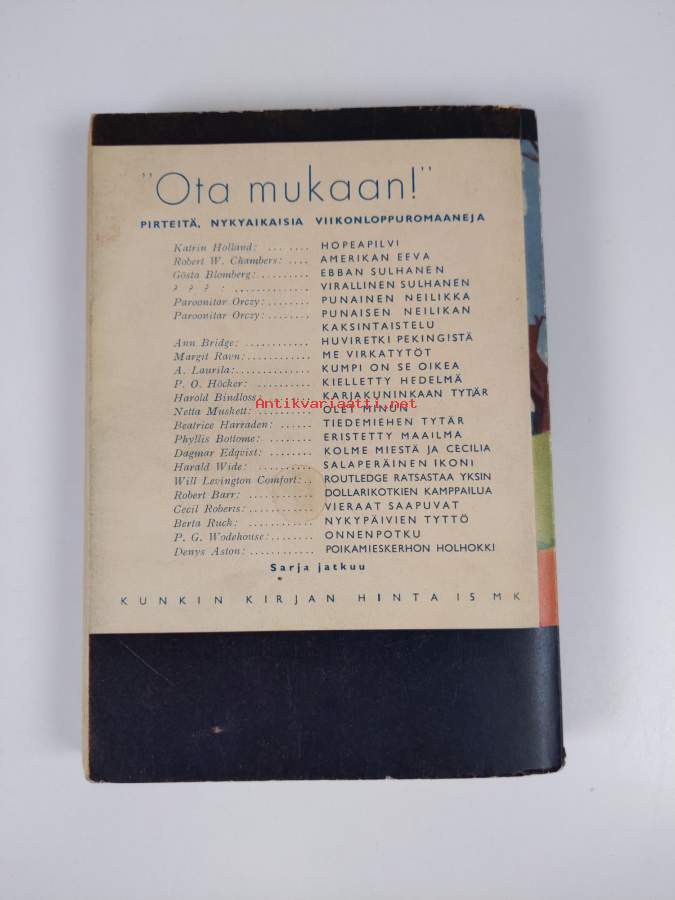 "Ota mukaan!"
PIRTEITÄ, NYKYAIKAISIA VIIKONLOPPUROMAANEJA
Katrin Holland: ... .... HOPEAPILVI
Robert W. Chambers: .... AMERIKAN EEVA
Gösta Blomberg: ......... EBBAN SULHANEN
? ? ? : .............. VIRALLINEN SULHANEN
Paroonitar Orczy: ........ PUNAINEN NEILIKKA
Paroonitar Orczy: ........ PUNAISEN NEILIKAN
KAKSINTAISTELU
Ann Bridge: ............ HUVIRETKI PEKINGISTÄ
Margit Ravn: ........... ME VIRKATYTÖT
A. Laurila: ............. KUMPI ON SE OIKEA
P. O. Höcker: .......... KIELLETTY HEDELMÄ
Harold Bindloss: KARJAKUNINKAAN TYTÄR
Antikvariaatti.net
Netta Muskett: OLET MINUN
Beatrice Harraden: ...... TIEDEMIEHEN TYTÄR
Phyllis Bottome: ........ ERISTETTY MAAILMA
Dagmar Edqvist: ........ KOLME MIESTÄ JA CECILIA
Harald Wide: .......... SALAPERÄINEN IKONI
Will Levington Comfort: .. ROUTLEDGE RATSASTAA YKSIN
Robert Barr: ........... DOLLARIKOTKIEN KAMPPAILUA
Cecil Roberts: ........... VIERAAT SAAPUVAT
Berta Ruck: ............ NYKYPÄIVIEN TYTTÖ
P. G. Wodehouse: ........ ONNENPOTKU
Denys Aston: ............ POIKAMIESKERHON HOLHOKKI
Sarja jatkuu
KUNKIN KIRJAN HINTA 15 MK